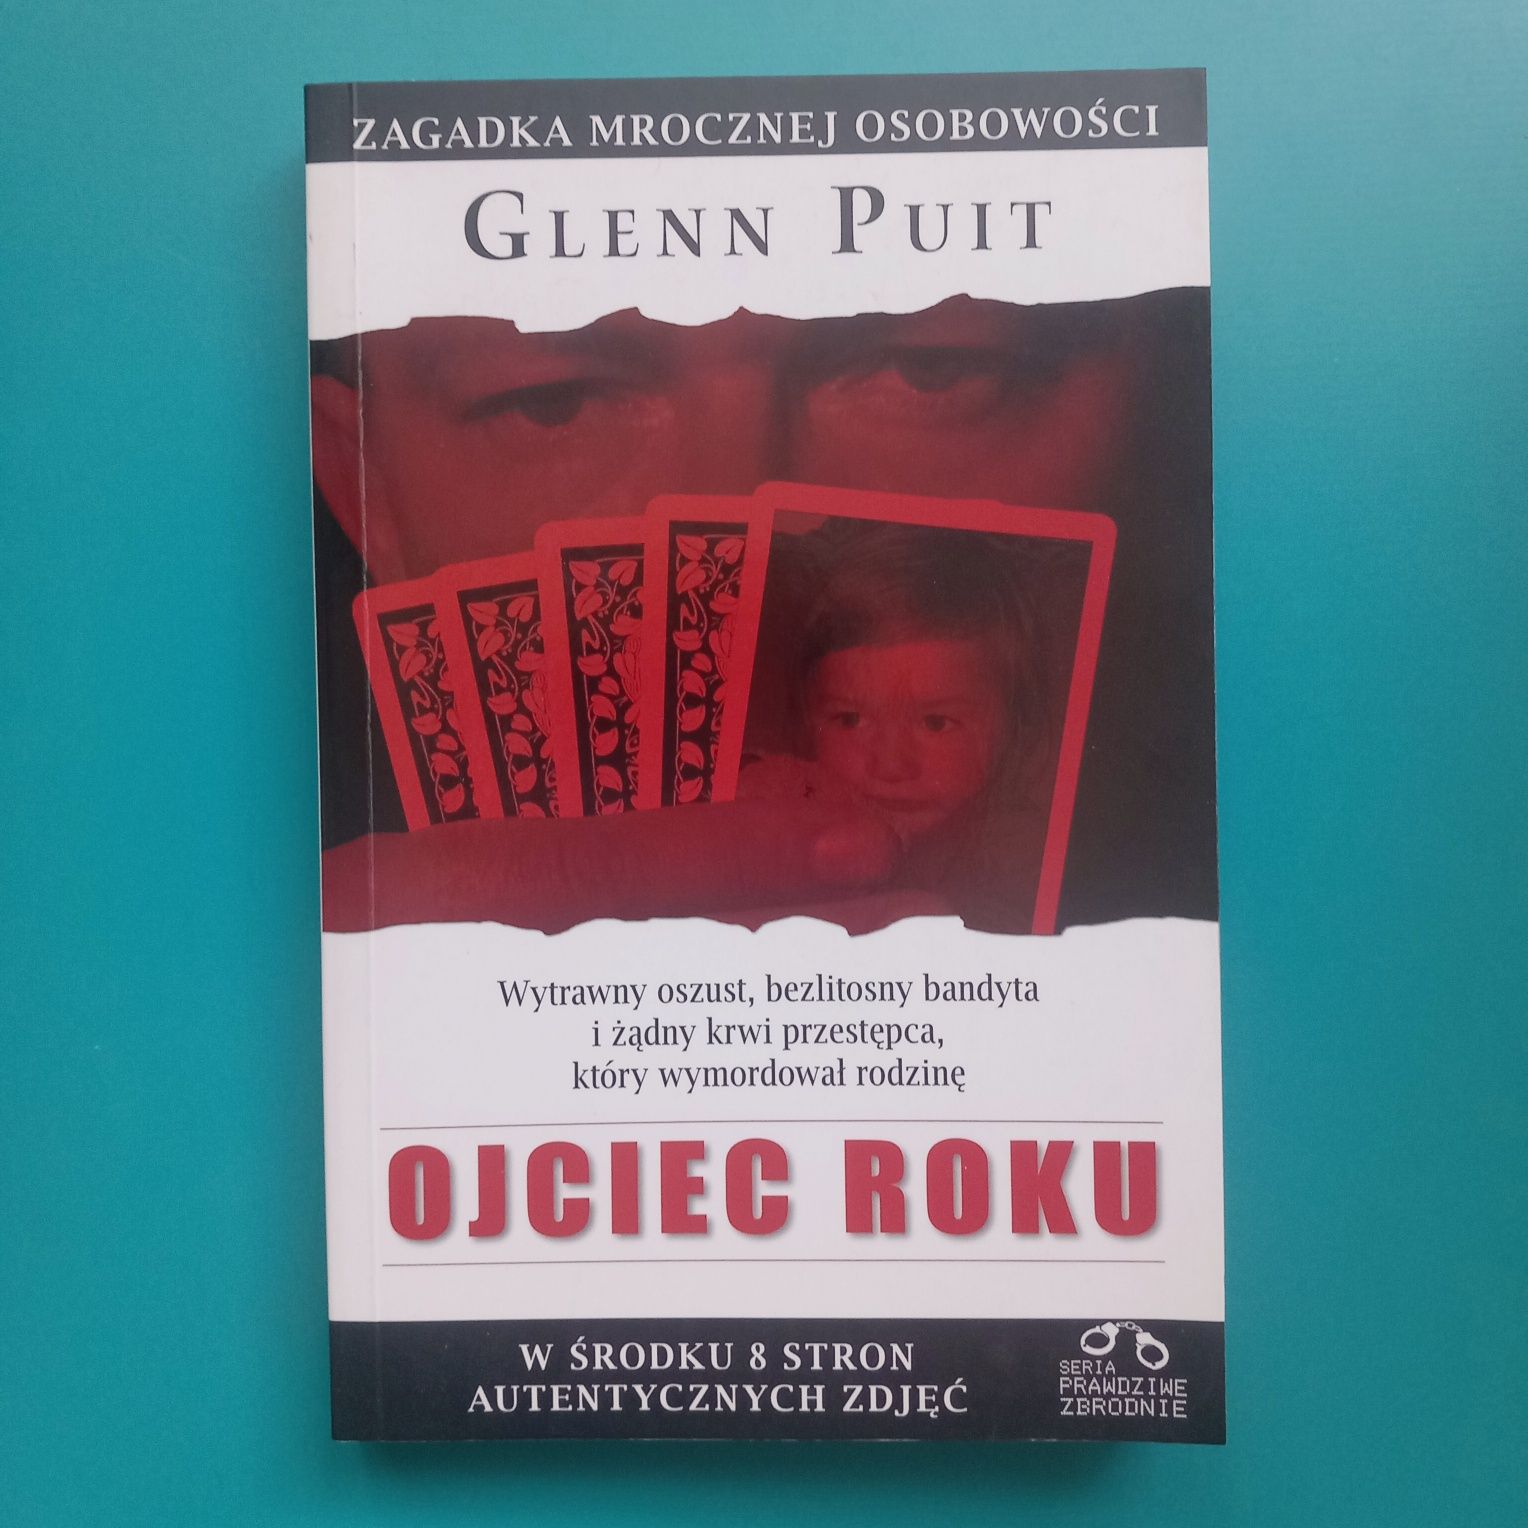 ZAGADKA MROCZNEJ OSOBOWOŚCI
GLENN PUIT
Wytrawny oszust, bezlitosny bandyta
i żądny krwi przestępca,
który wymordował rodzinę
OJCIEC ROKU
W ŚRODKU 8 STRON
AUTENTYCZNYCH ZDJĘĆ
SERIA
PRAWDZIWE
ZBRODNIE